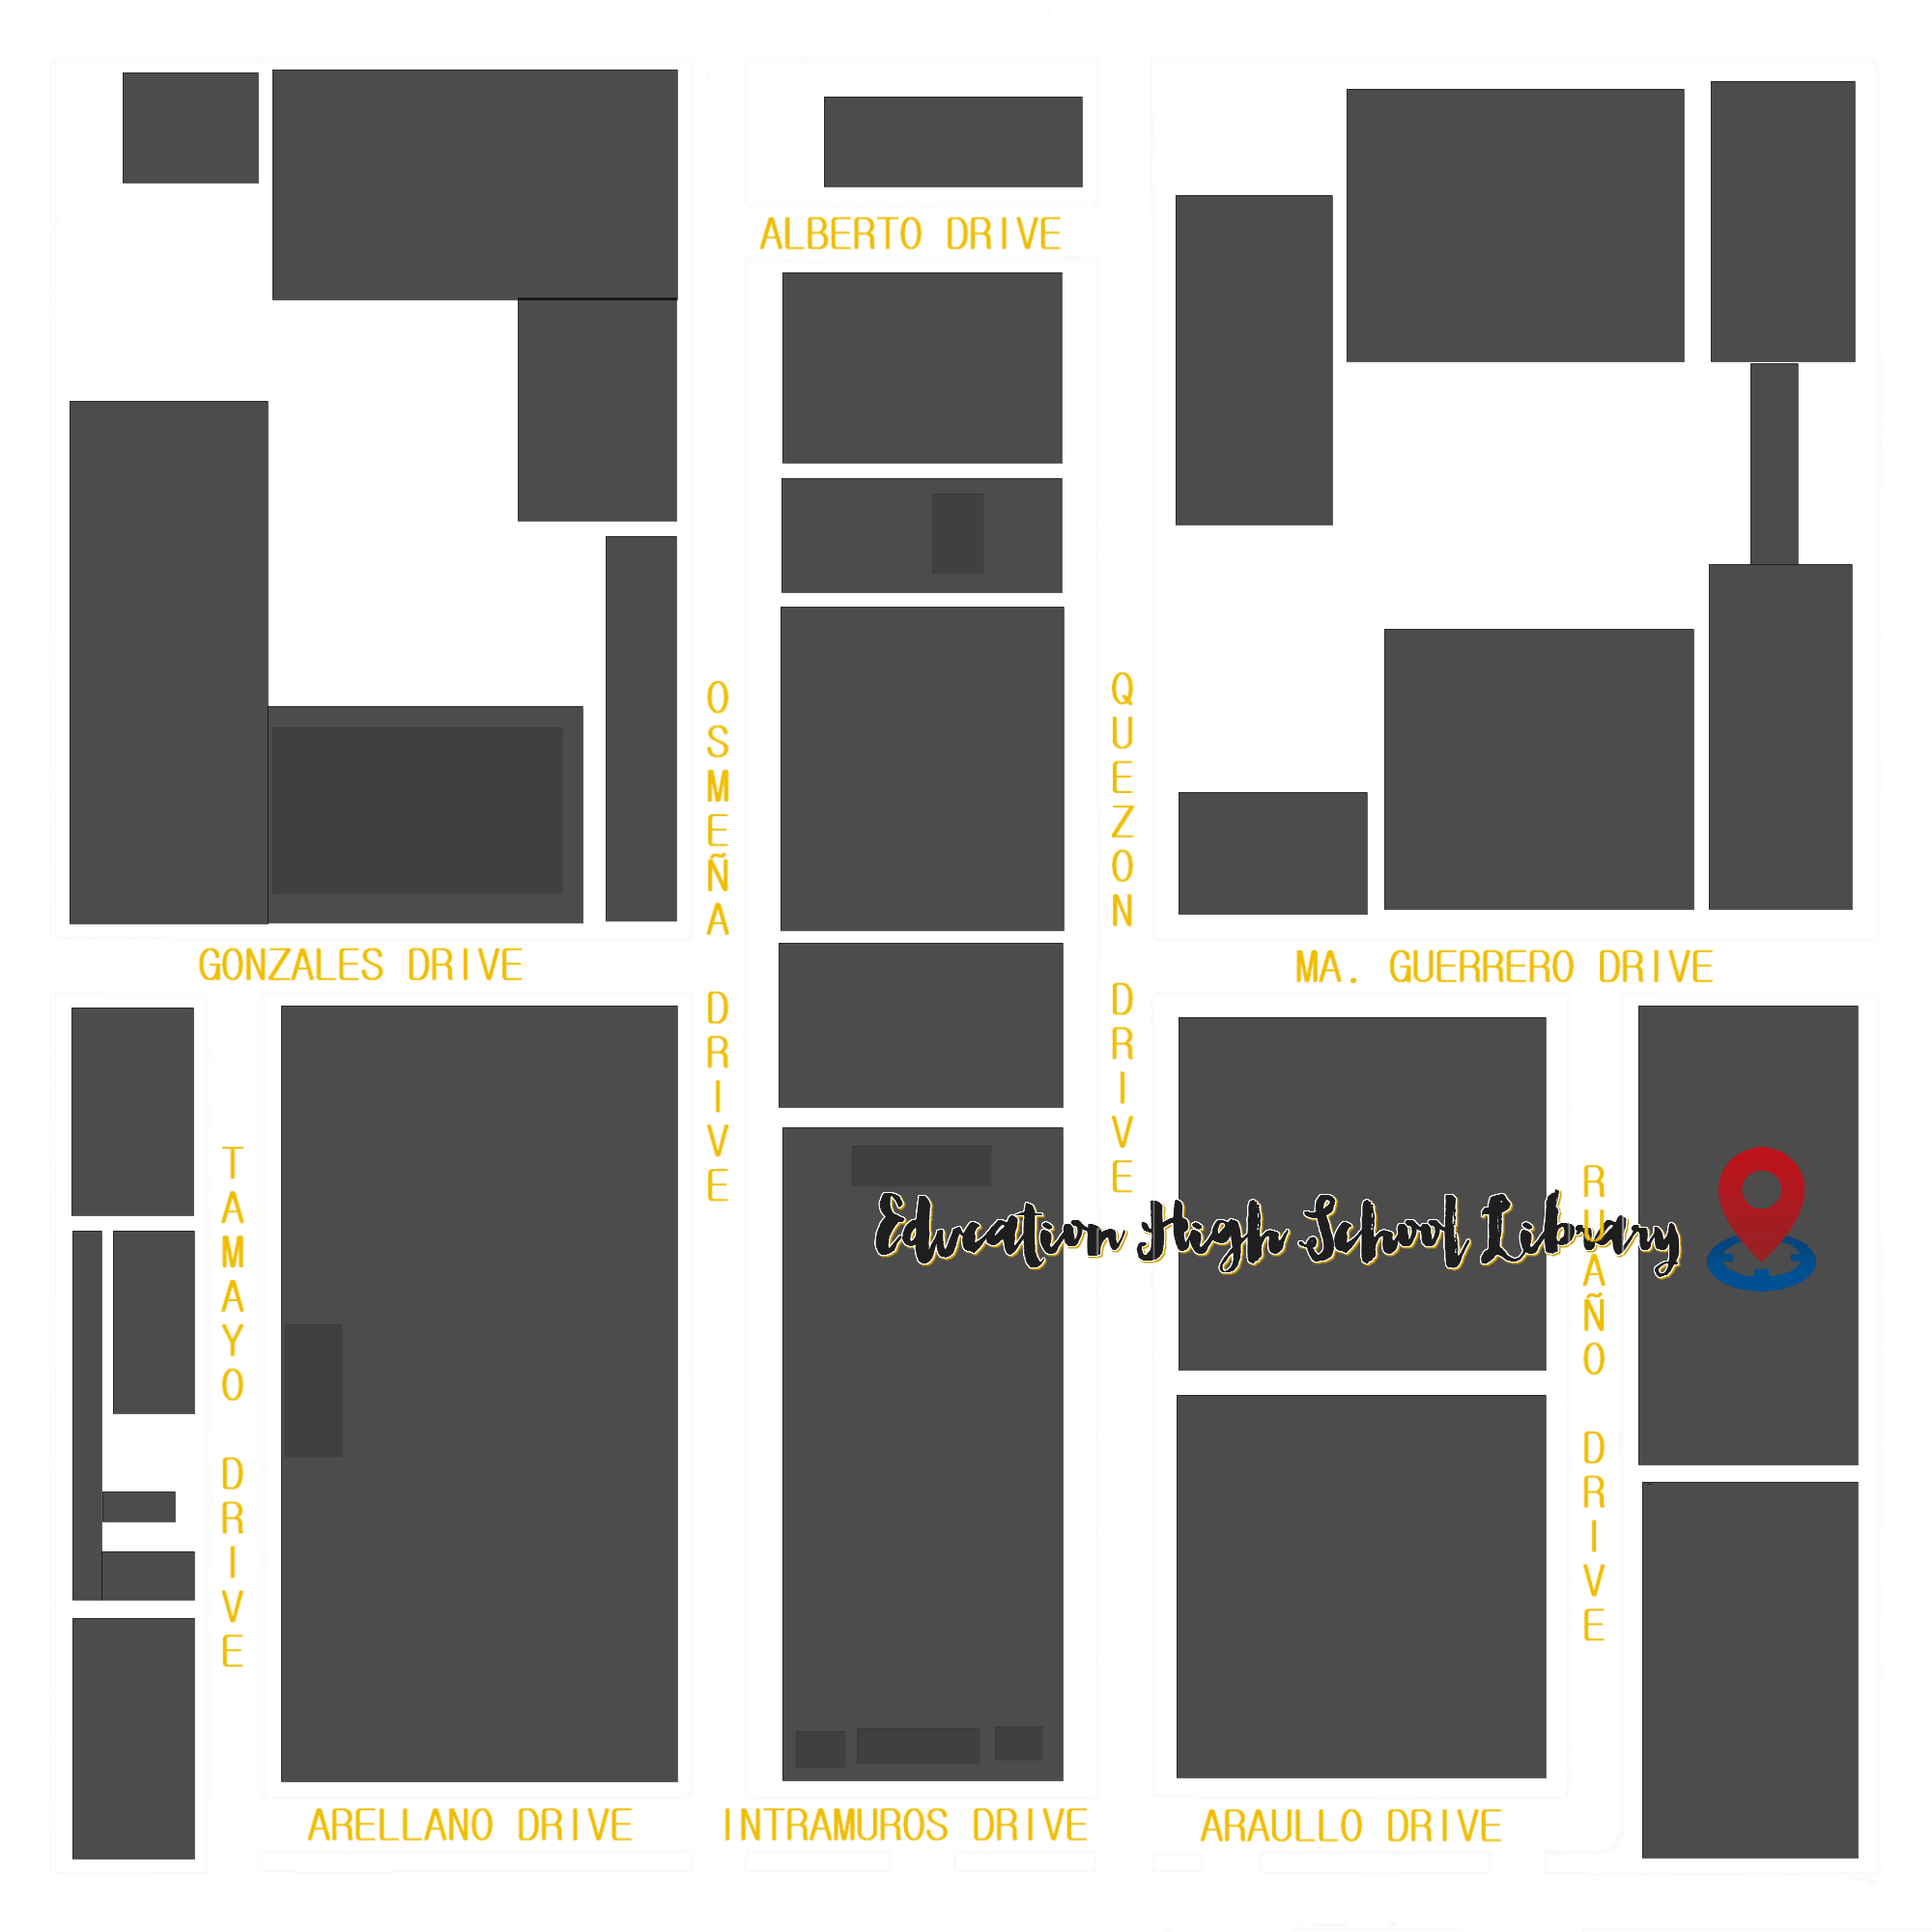 ALBERTO DRIVE
OSMEÑA DRIVE
QUEZON DRIVE
GONZALES DRIVE
MA. GUERRERO DRIVE
TAMAYO DRIVE
Education High School Library
RUAÑO DRIVE
ARELLANO DRIVE
INTRAMUROS DRIVE
ARAULLO DRIVE